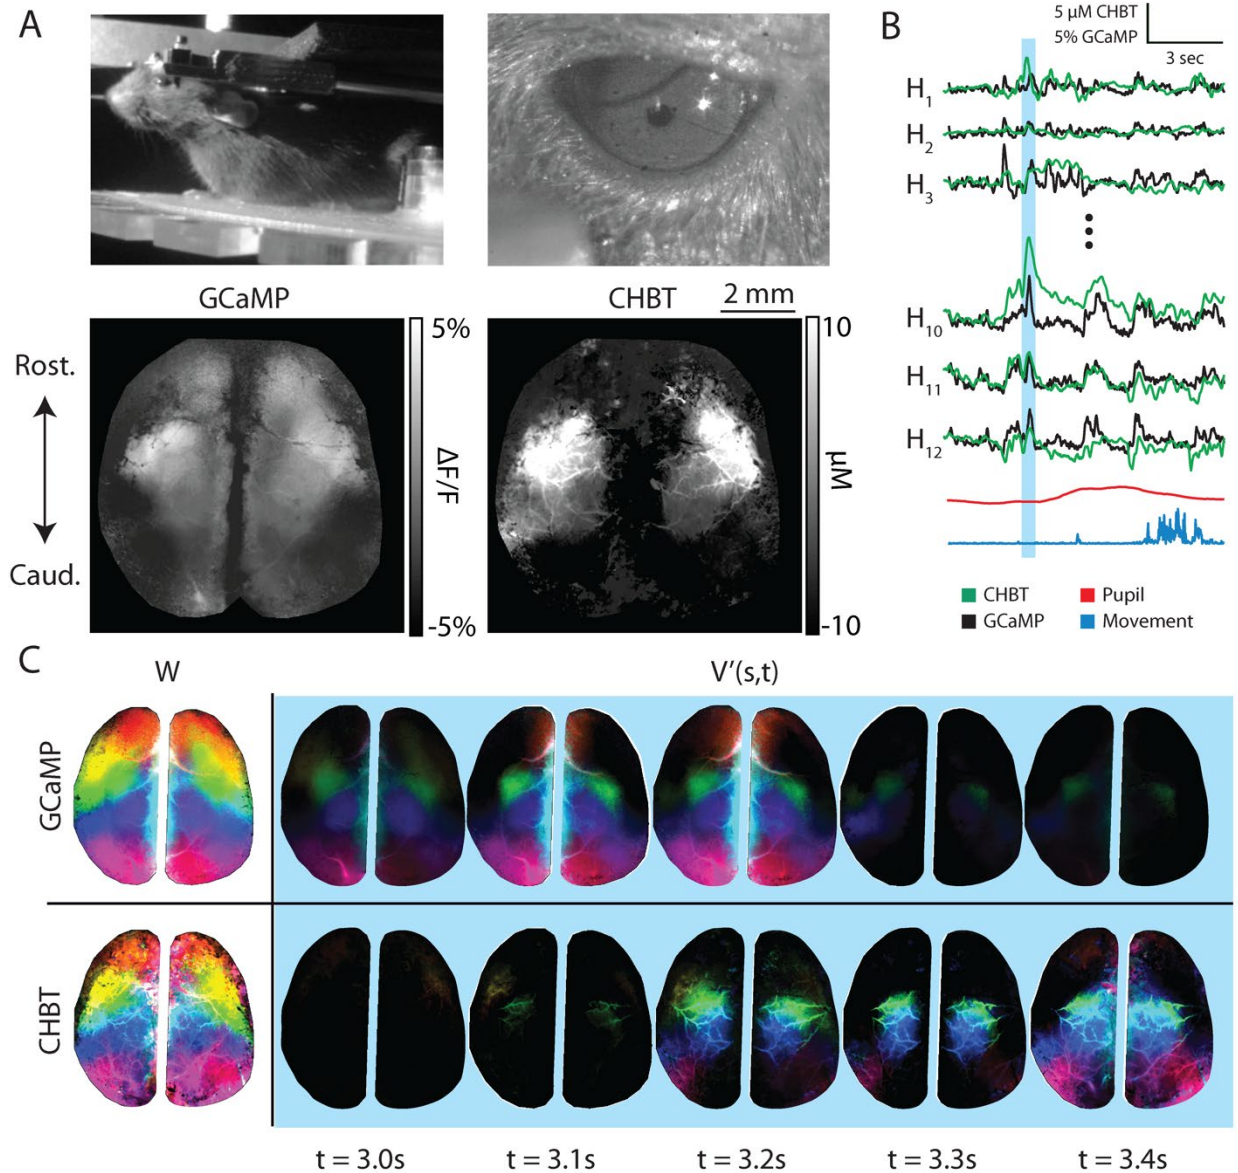 A
B
5 µM CHBT
5% GCaMP
3 sec
H1
H2
H3
H10
H11
H12
CHBT
Pupil
GCaMP
Movement
GCaMP
CHBT
2 mm
Rost.
Caud.
5%
ΔF/F
-5%
10
µM
-10
C
W
V'(s,t)
GCaMP
CHBT
t = 3.0s
t = 3.1s
t = 3.2s
t = 3.3s
t = 3.4s